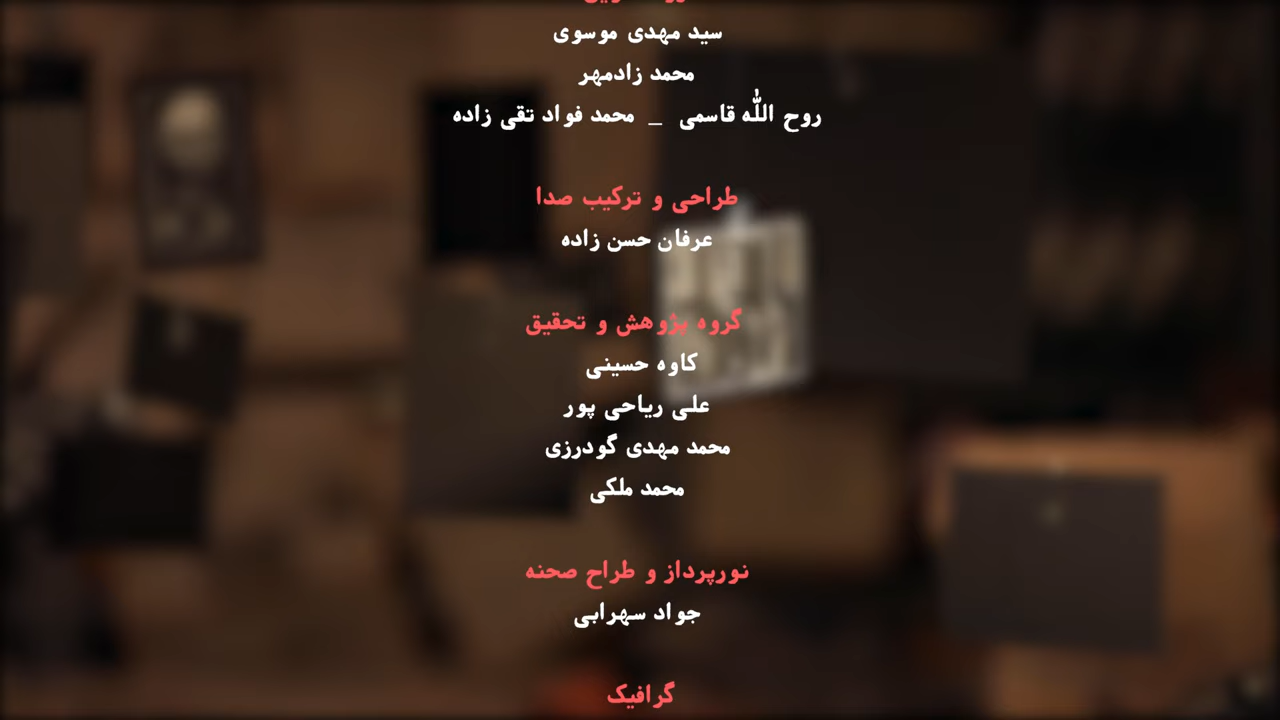 سید مهدی موسوی
محمد زادمهر
روح الله قاسمی _ محمد فواد تقی زاده
طراحی و ترکیب صدا
عرفان حسن زاده
گروه پژوهش و تحقیق
کاوه حسینی
علی ریاحی پور
محمد مهدی گودرزی
محمد ملکی
نورپرداز و طراح صحنه
جواد سهرابی
گرافیک